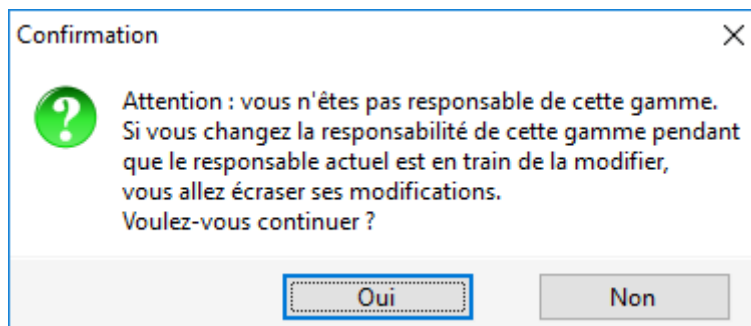 Confirmation
Attention : vous n'êtes pas responsable de cette gamme.
Si vous changez la responsabilité de cette gamme pendant
que le responsable actuel est en train de la modifier,
vous allez écraser ses modifications.
Voulez-vous continuer ?
Oui
Non